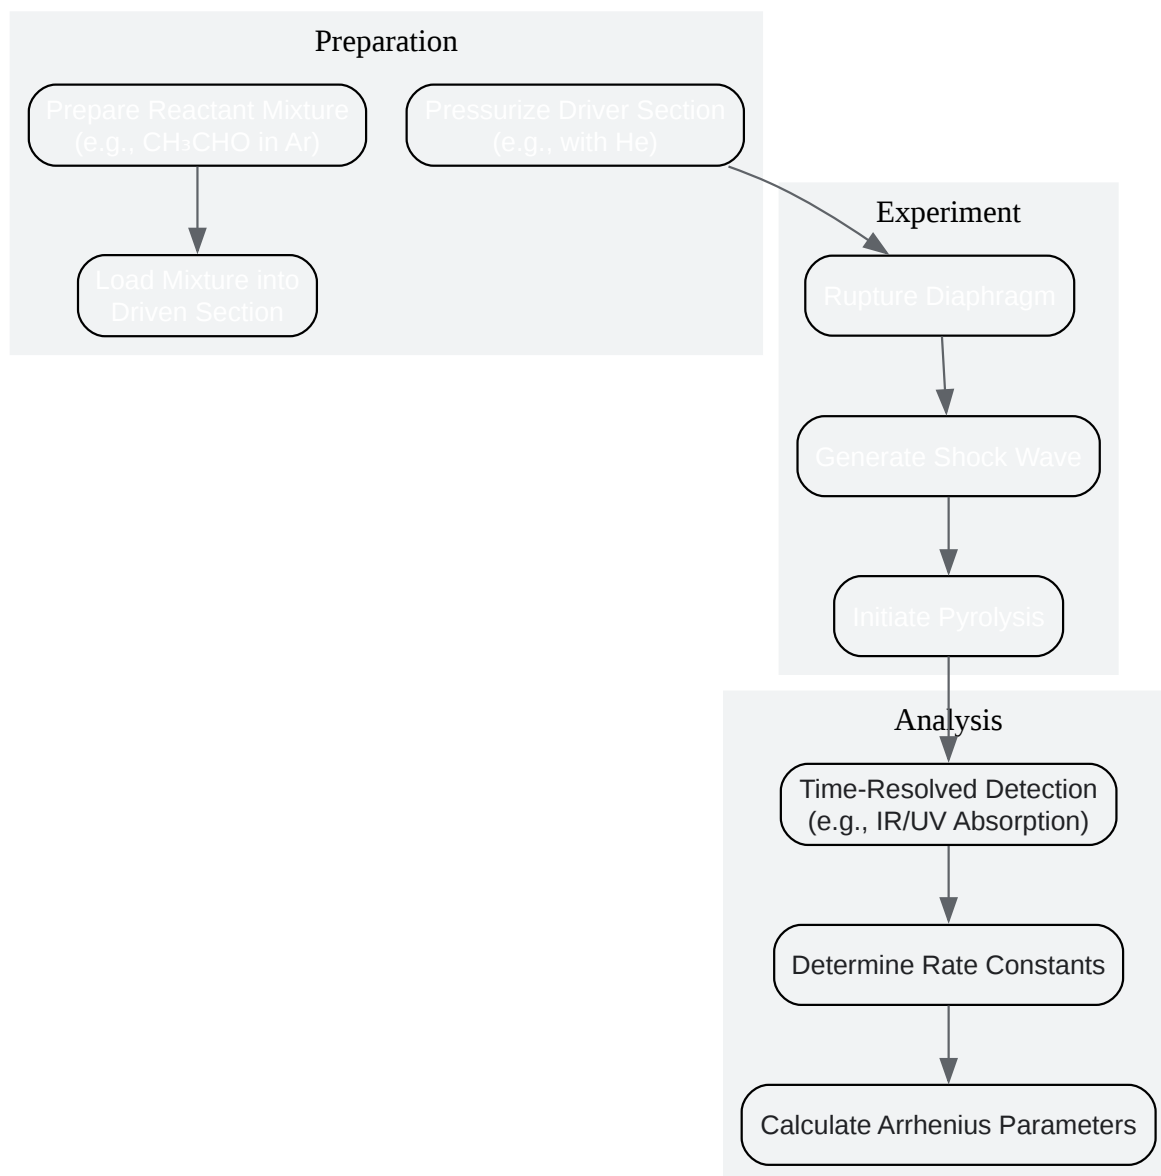 Preparation
Prepare Reactant Mixture
(e.g., CH₃CHO in Ar)
Pressurize Driver Section
(e.g., with He)
Load Mixture into
Driven Section
Experiment
Rupture Diaphragm
Generate Shock Wave
Initiate Pyrolysis
Analysis
Time-Resolved Detection
(e.g., IR/UV Absorption)
Determine Rate Constants
Calculate Arrhenius Parameters